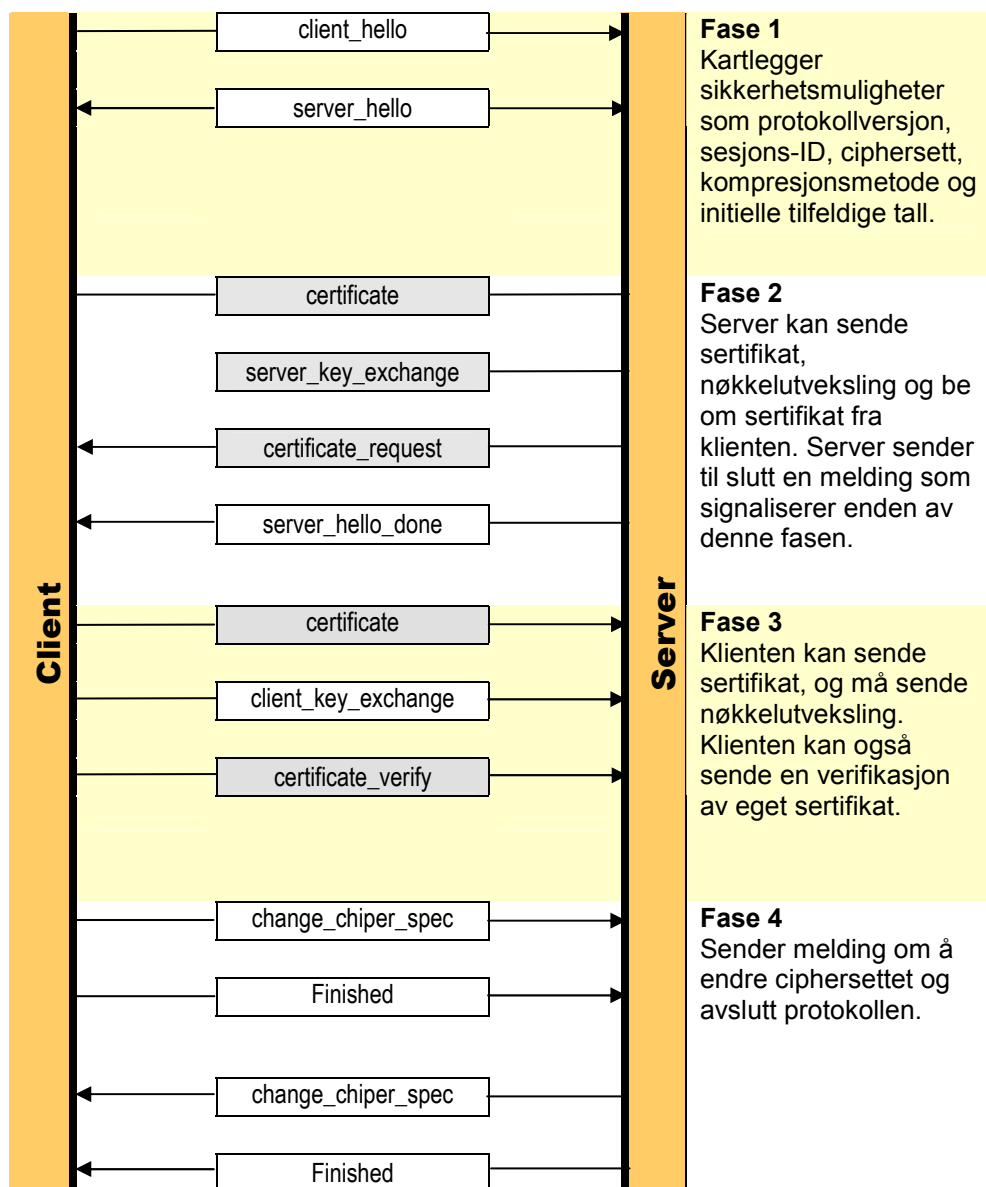 client_hello
server_hello
Fase 1
Kartlegger
sikkerhetsmuligheter
som protokollversjon,
sesjons-ID, ciphersett,
kompresjonsmetode og
initielle tilfeldige tall.
certificate
server_key_exchange
certificate_request
server_hello_done
Fase 2
Server kan sende
sertifikat,
nøkkelutveksling og be
om sertifikat fra
klienten. Server sender
til slutt en melding som
signaliserer enden av
denne fasen.
Client
Server
certificate
client_key_exchange
certificate_verify
Fase 3
Klienten kan sende
sertifikat, og må sende
nøkkelutveksling.
Klienten kan også
sende en verifikasjon
av eget sertifikat.
change_chiper_spec
Finished
change_chiper_spec
Finished
Fase 4
Sender melding om å
endre ciphersettet og
avslutt protokollen.